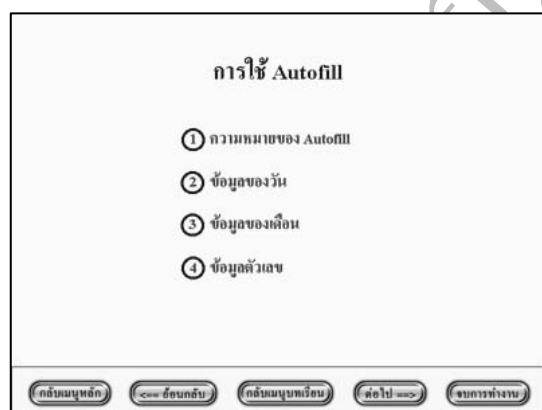 การใช้ Autofill
1 ความหมายของ Autofill
2 ข้อมูลของวัน
3 ข้อมูลของเดือน
4 ข้อมูลตัวเลข
กลับเมนูหลัก <== ย้อนกลับ กลับเมนูบทเรียน ต่อไป ==> จบการทำงาน